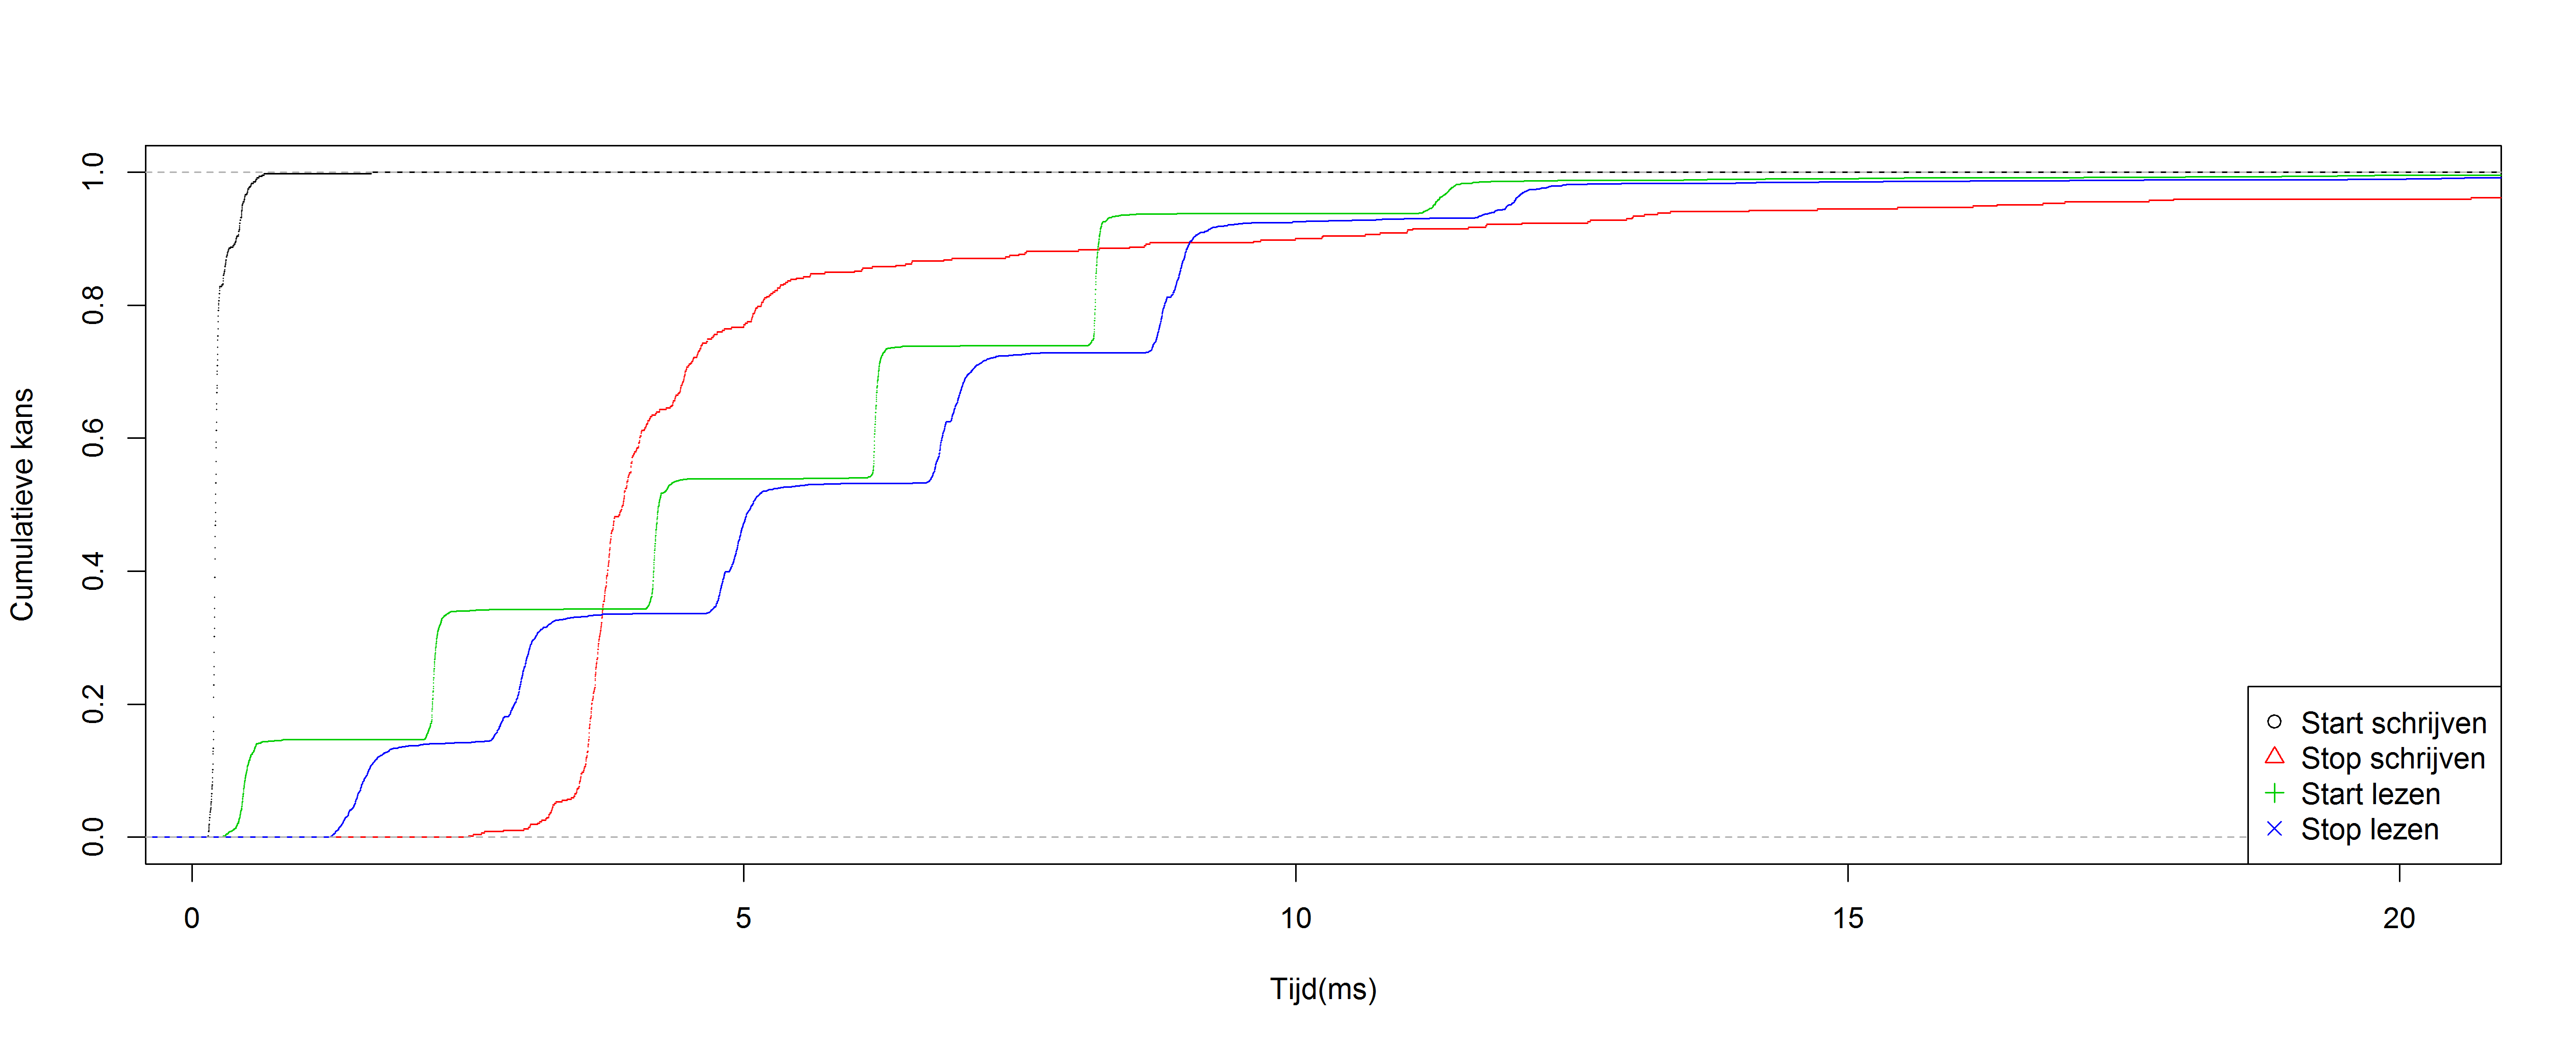 Cumulatieve kans
1.0
0.8
0.6
0.4
0.2
0.0
Start schrijven
Stop schrijven
Start lezen
Stop lezen
0 5 10 15 20
Tijd(ms)